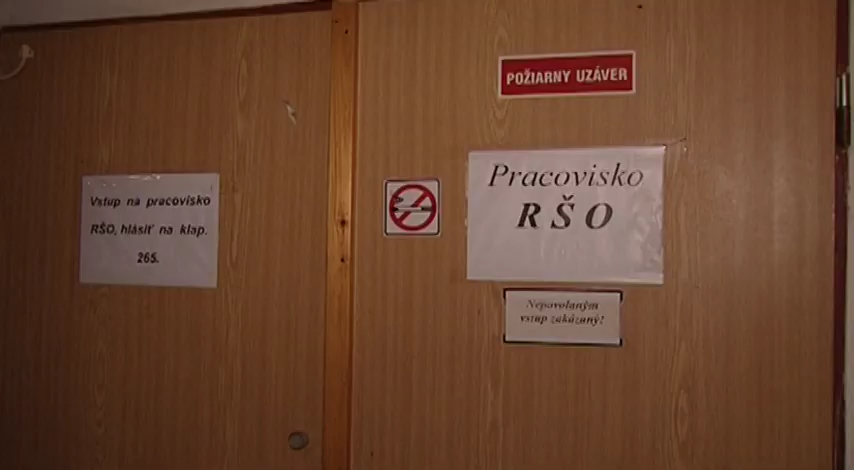 POŽIARNY UZÁVER
Vstup na pracovisko
RŠO, hlásiť na klap.
265.
Pracovisko
RŠO
Nepovolaným
vstup zakázaný!